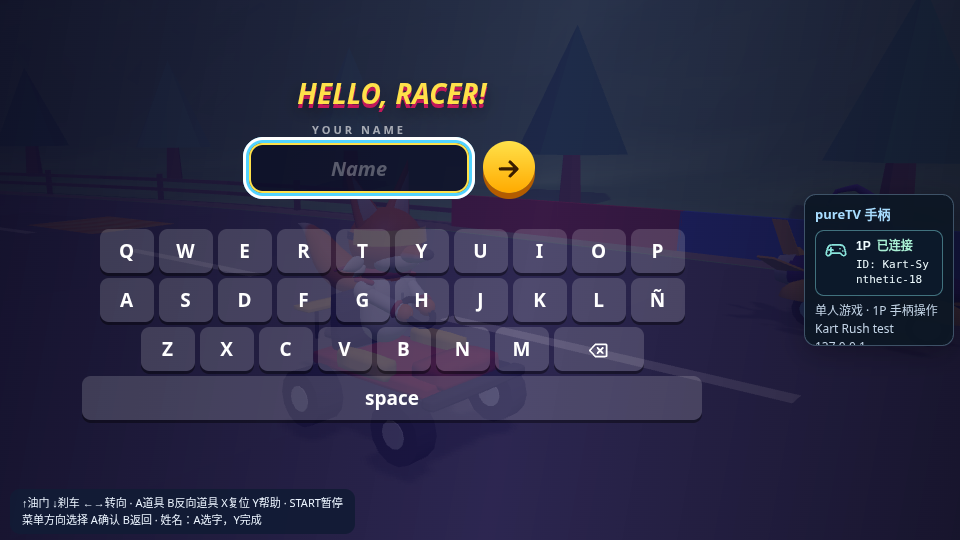 HELLO, RACER!
YOUR NAME
Name
Q W E R T Y U I O P
A S D F G H J K L Ñ
Z X C V B N M
space
pureTV 手柄
1P 已连接
ID: Kart-Sy
nthetic-18
单人游戏 · 1P 手柄操作
Kart Rush test
↑油门 ↓刹车 ←→转向 · A道具 B反向道具 X复位 Y帮助 · START暂停
菜单方向选择 A确认 B返回 · 姓名：A选字，Y完成